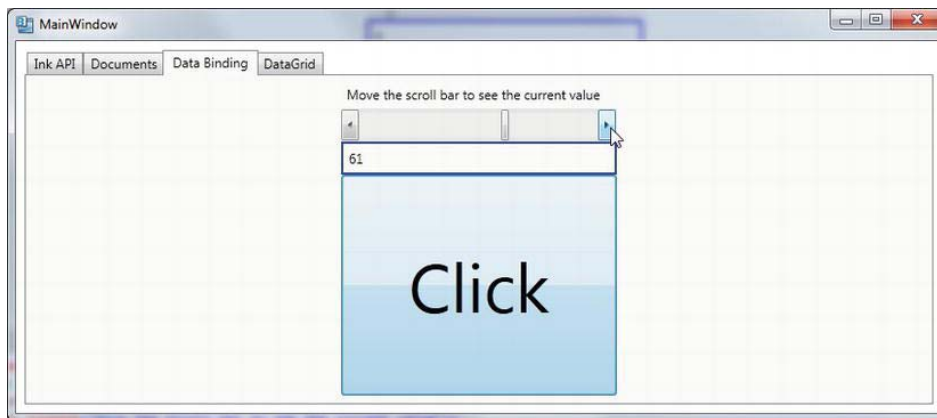 MainWindow
Ink API Documents Data Binding DataGrid
Move the scroll bar to see the current value
61
Click